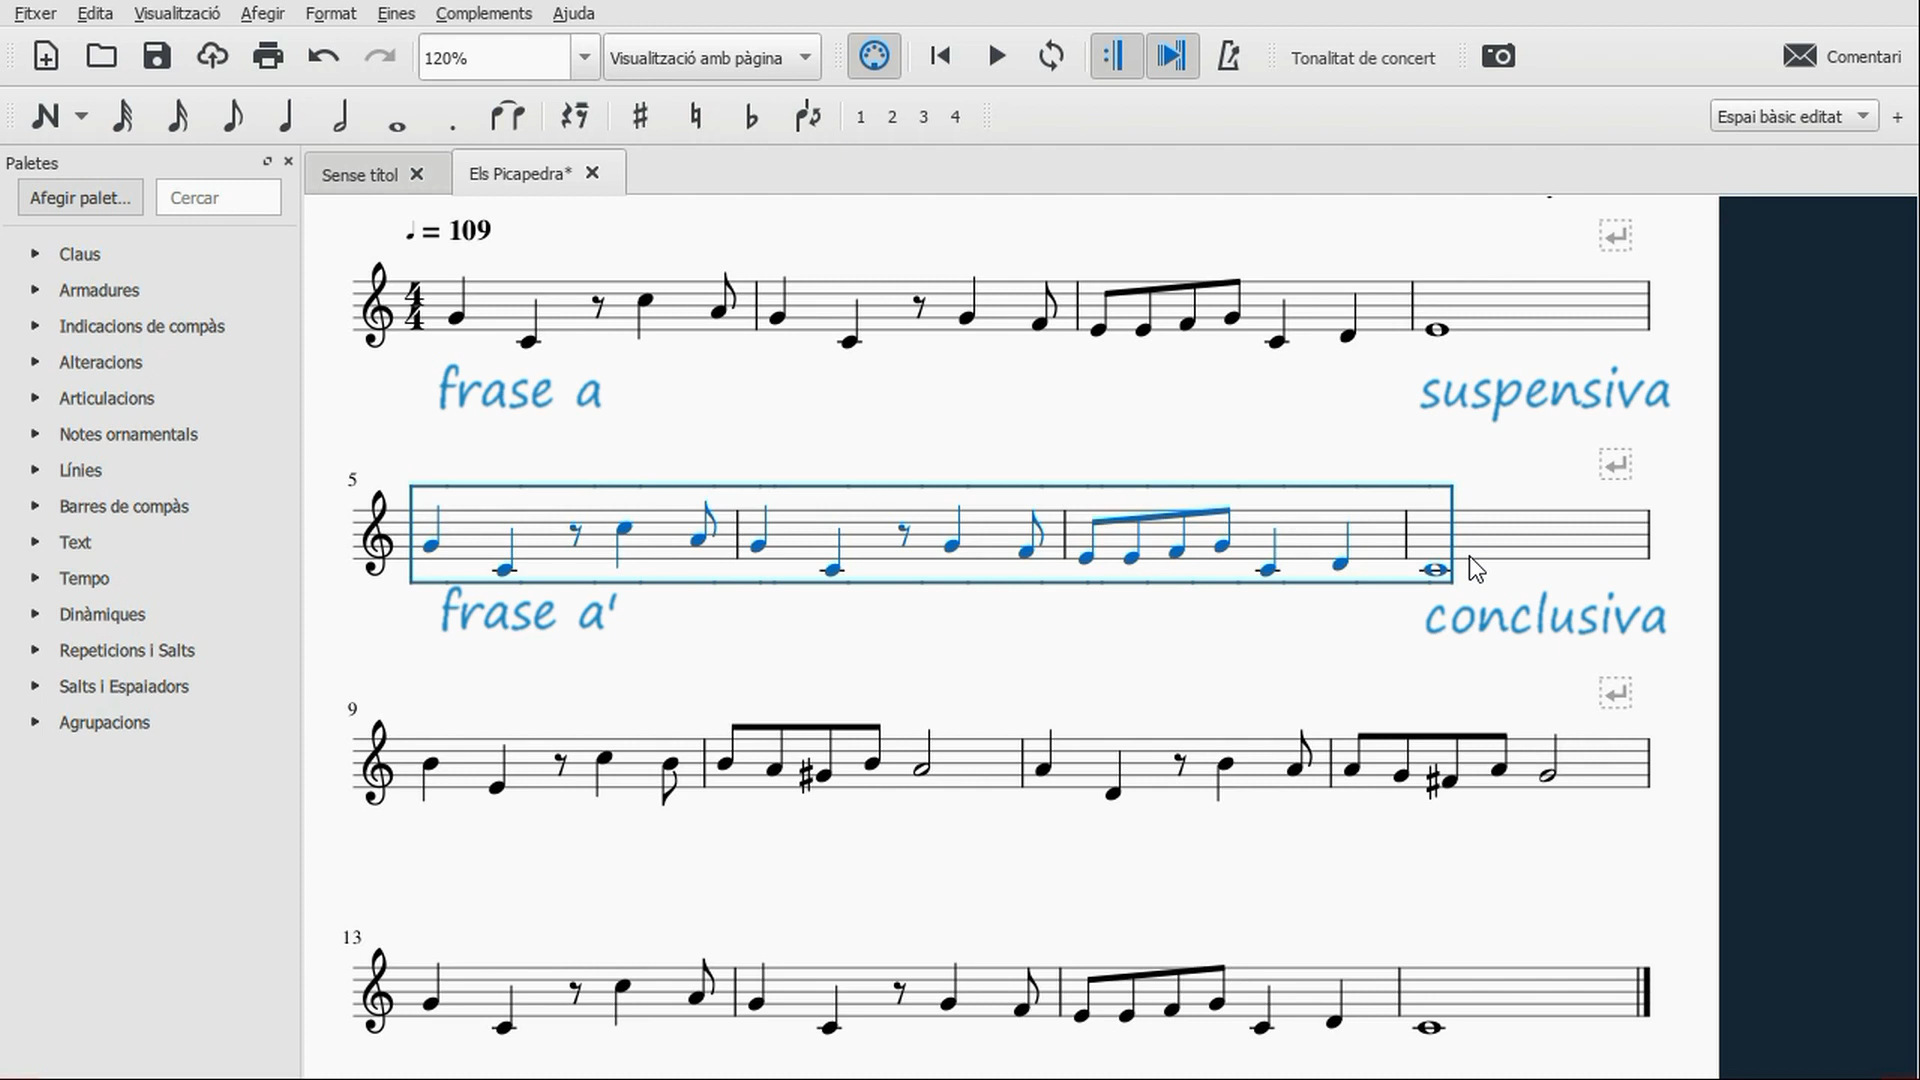 Fitxer Edita Visualització Afegir Format Eines Complements Ajuda
120% Visualització amb pàgina Tonalitat de concert Comentari
1 2 3 4 Espai bàsic editat +
Paletes
Sense títol Els Picapedra*
Afegir palet... Cercar
Claus
Armadures
Indicacions de compàs
Alteracions
Articulacions
Notes ornamentals
Línies
Barres de compàs
Text
Tempo
Dinàmiques
Repeticions i Salts
Salts i Espaiadors
Agrupacions
= 109
4
4
frase a suspensiva
5
frase a' conclusiva
9
13